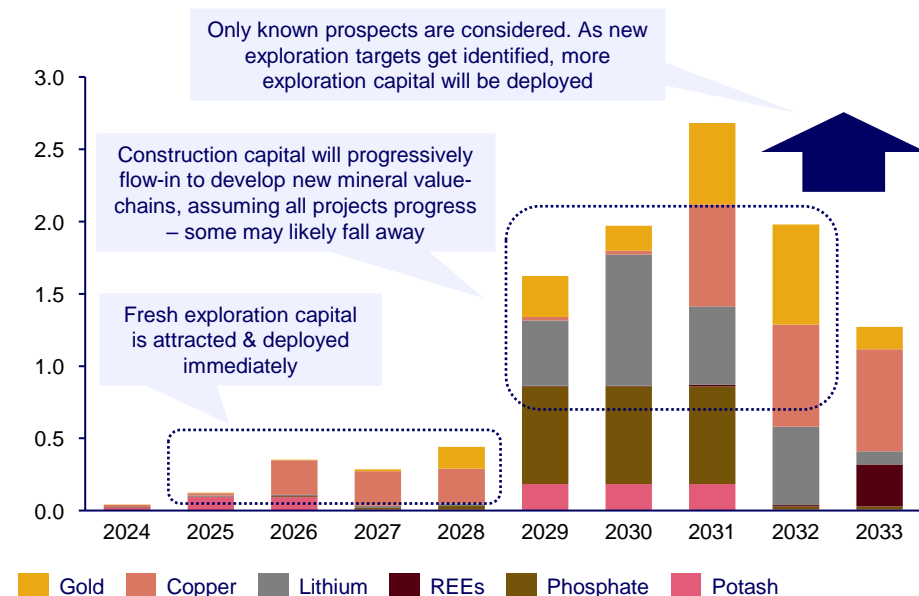 Only known prospects are considered. As new
exploration targets get identified, more
exploration capital will be deployed
3.0
2.5
Construction capital will progressively
flow-in to develop new mineral value-
chains, assuming all projects progress
– some may likely fall away
2.0
1.5
Fresh exploration capital
is attracted & deployed
immediately
1.0
0.5
0.0
2024 2025 2026 2027 2028 2029 2030 2031 2032 2033
Gold Copper Lithium REEs Phosphate Potash